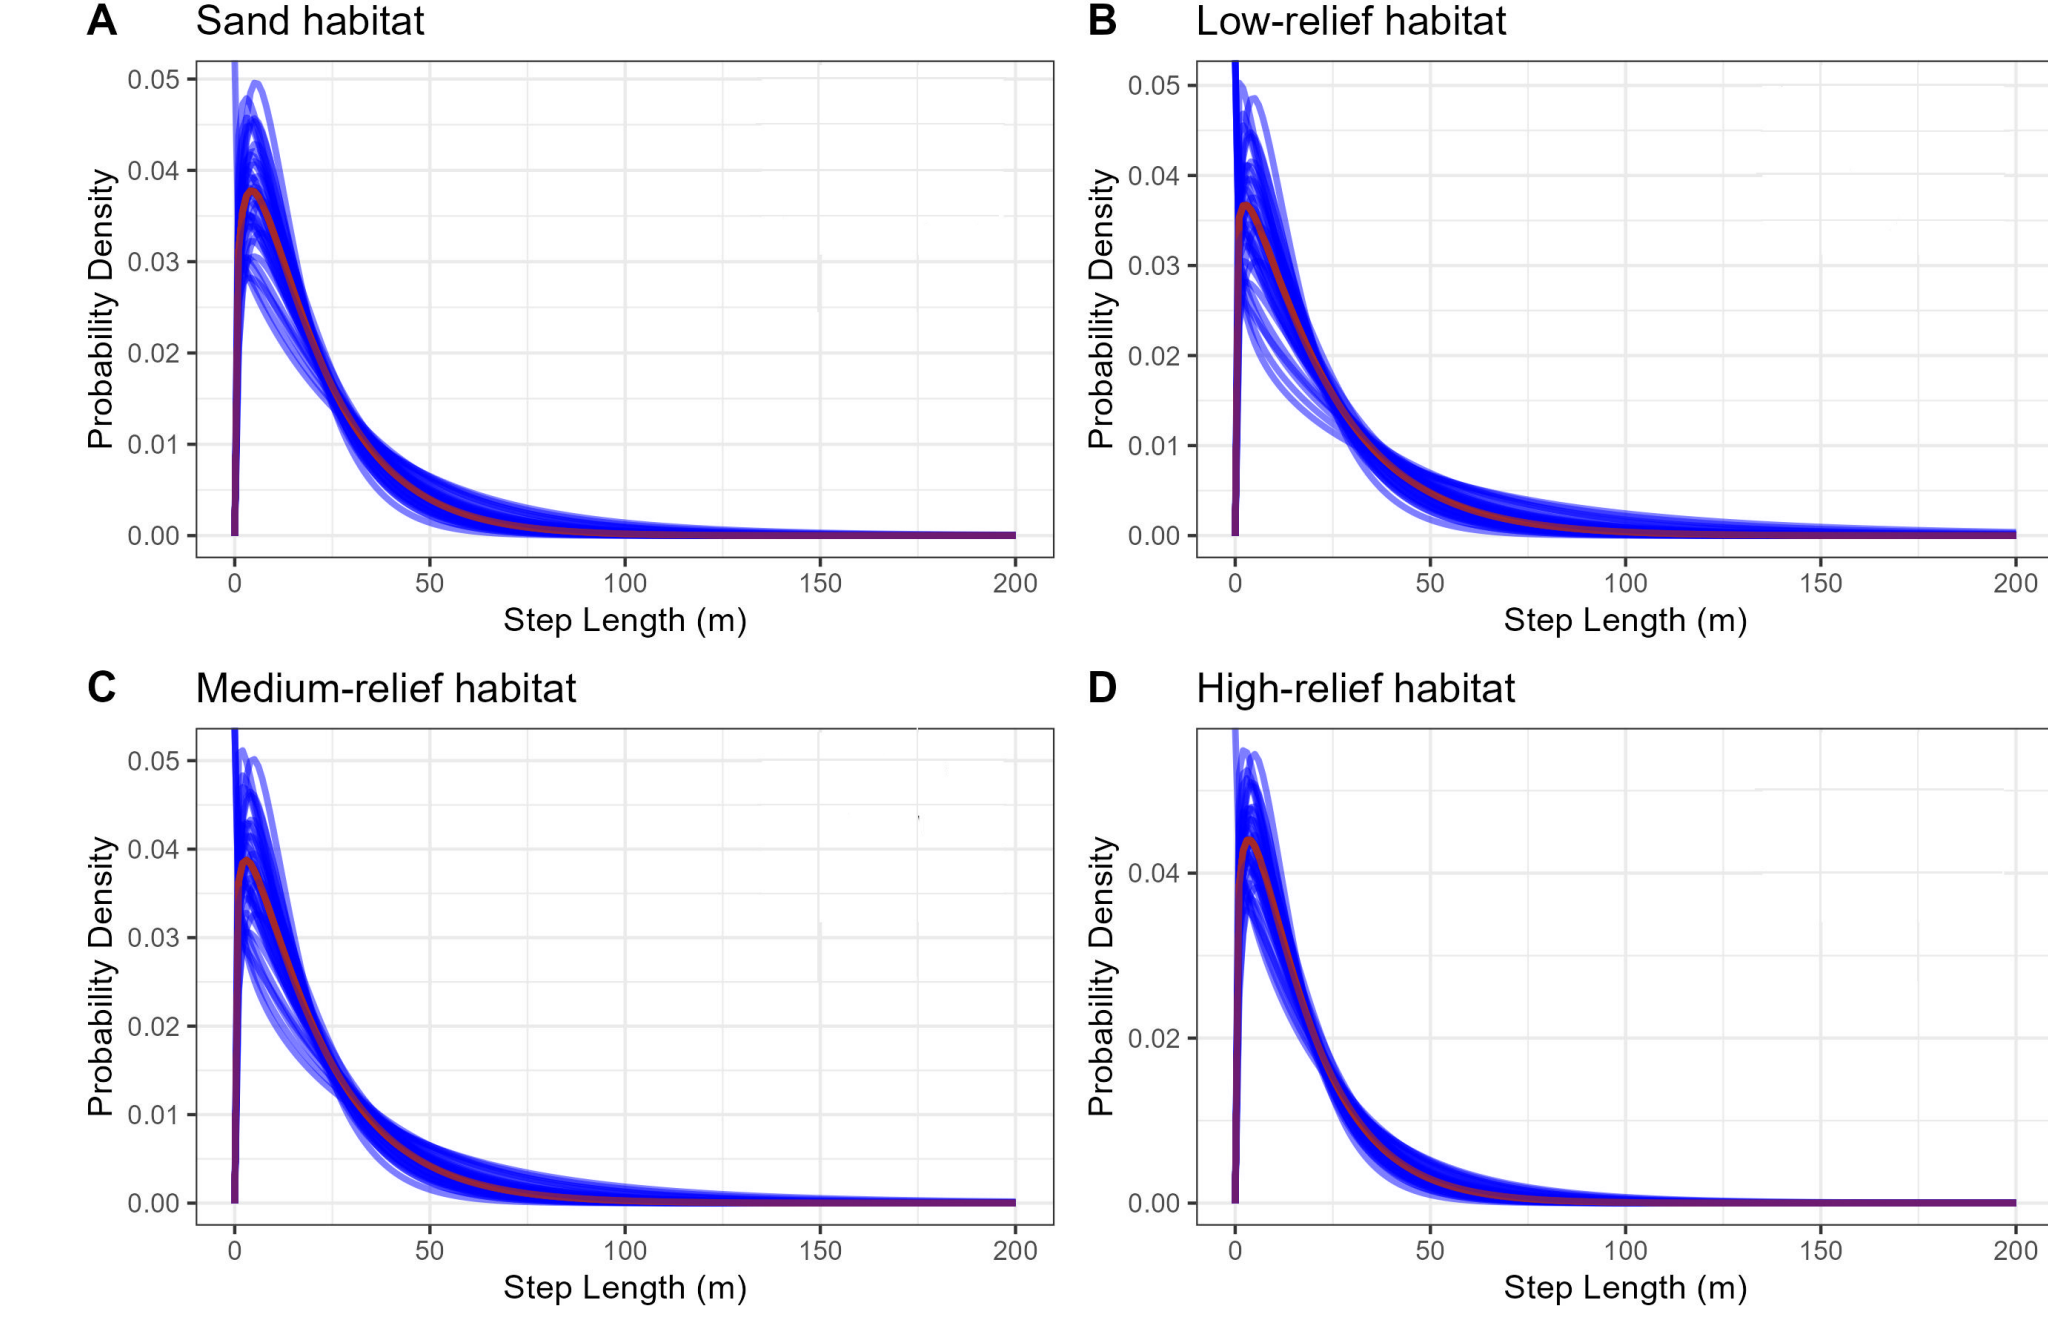 A Sand habitat
Probability Density
0.05
0.04
0.03
0.02
0.01
0.00
0 50 100 150 200
Step Length (m)
B Low-relief habitat
Probability Density
0.05
0.04
0.03
0.02
0.01
0.00
0 50 100 150 200
Step Length (m)
C Medium-relief habitat
Probability Density
0.05
0.04
0.03
0.02
0.01
0.00
0 50 100 150 200
Step Length (m)
D High-relief habitat
Probability Density
0.04
0.02
0.00
0 50 100 150 200
Step Length (m)